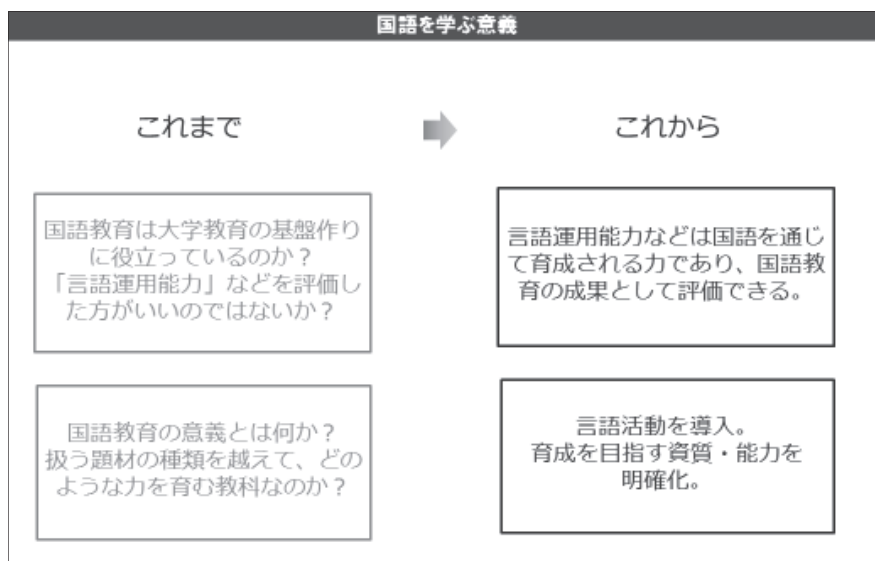 国語を学ぶ意義
これまで
これから
国語教育は大学教育の基盤作り
に役立っているのか？
「言語運用能力」などを評価し
た方がいいのではないか？
言語運用能力などは国語を通じ
て育成される力であり、国語教
育の成果として評価できる。
国語教育の意義とは何か？
扱う題材の種類を越えて、どの
ような力を育む教科なのか？
言語活動を導入。
育成を目指す資質・能力を
明確化。